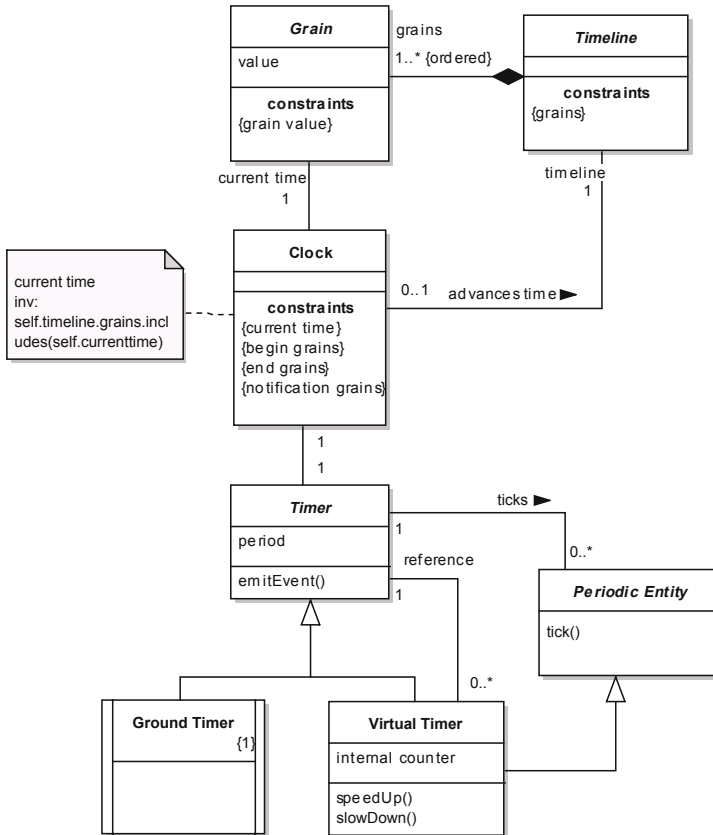 Grain
value
constraints
{grain value}
grains
1..* {ordered}
Timeline
constraints
{grains}
current time
1
timeline
1
current time
inv:
self.timeline.grains.incl
udes(self.currenttime)
Clock
constraints
{current time}
{begin grains}
{end grains}
{notification grains}
0..1
advances time
1
1
Timer
period
emitEvent()
ticks
1
0..*
reference
1
0..*
Periodic Entity
tick()
Ground Timer
{1}
Virtual Timer
internal counter
speedUp()
slowDown()